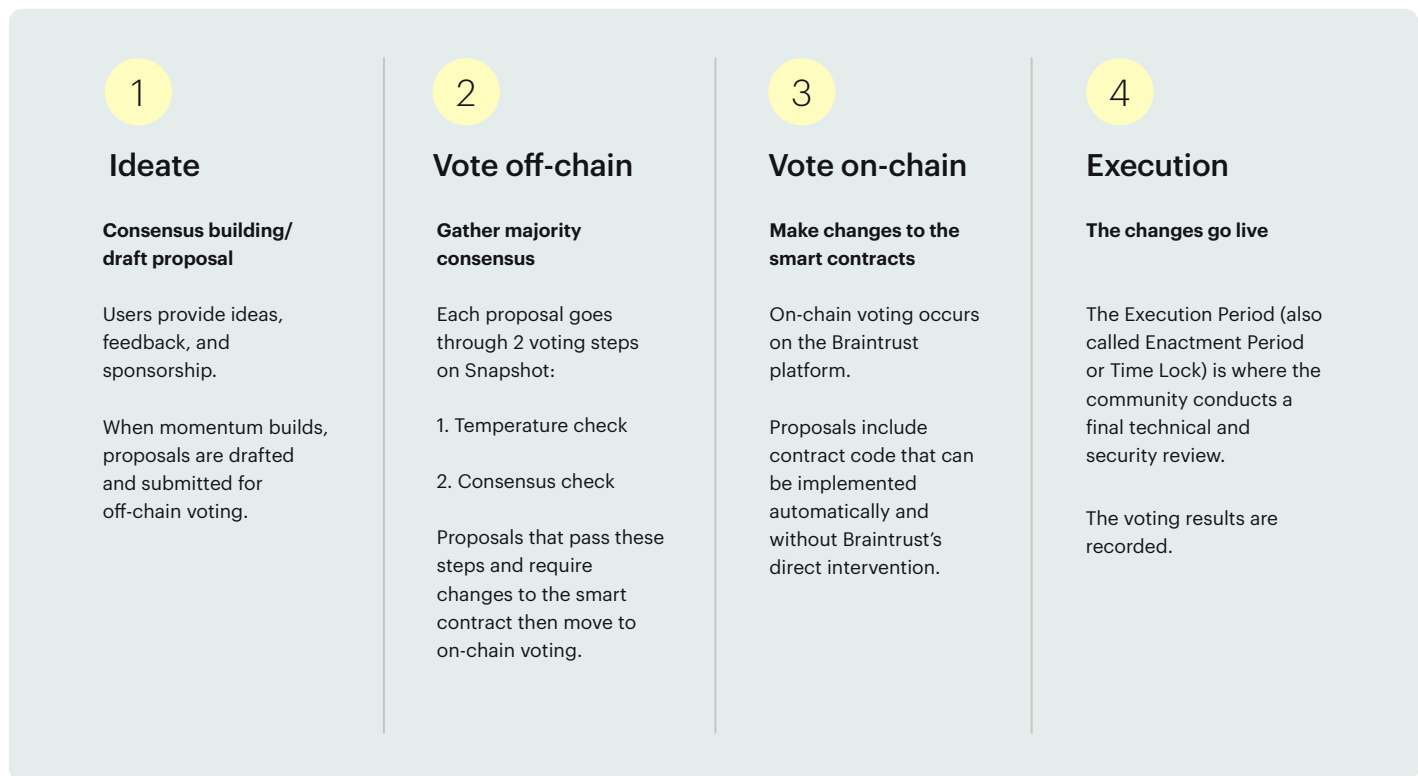 1
Ideate
Consensus building/
draft proposal
Users provide ideas,
feedback, and
sponsorship.
When momentum builds,
proposals are drafted
and submitted for
off-chain voting.
2
Vote off-chain
Gather majority
consensus
Each proposal goes
through 2 voting steps
on Snapshot:
1. Temperature check
2. Consensus check
Proposals that pass these
steps and require
changes to the smart
contract then move to
on-chain voting.
3
Vote on-chain
Make changes to the
smart contracts
On-chain voting occurs
on the Braintrust
platform.
Proposals include
contract code that can
be implemented
automatically and
without Braintrust’s
direct intervention.
4
Execution
The changes go live
The Execution Period (also
called Enactment Period
or Time Lock) is where the
community conducts a
final technical and
security review.
The voting results are
recorded.